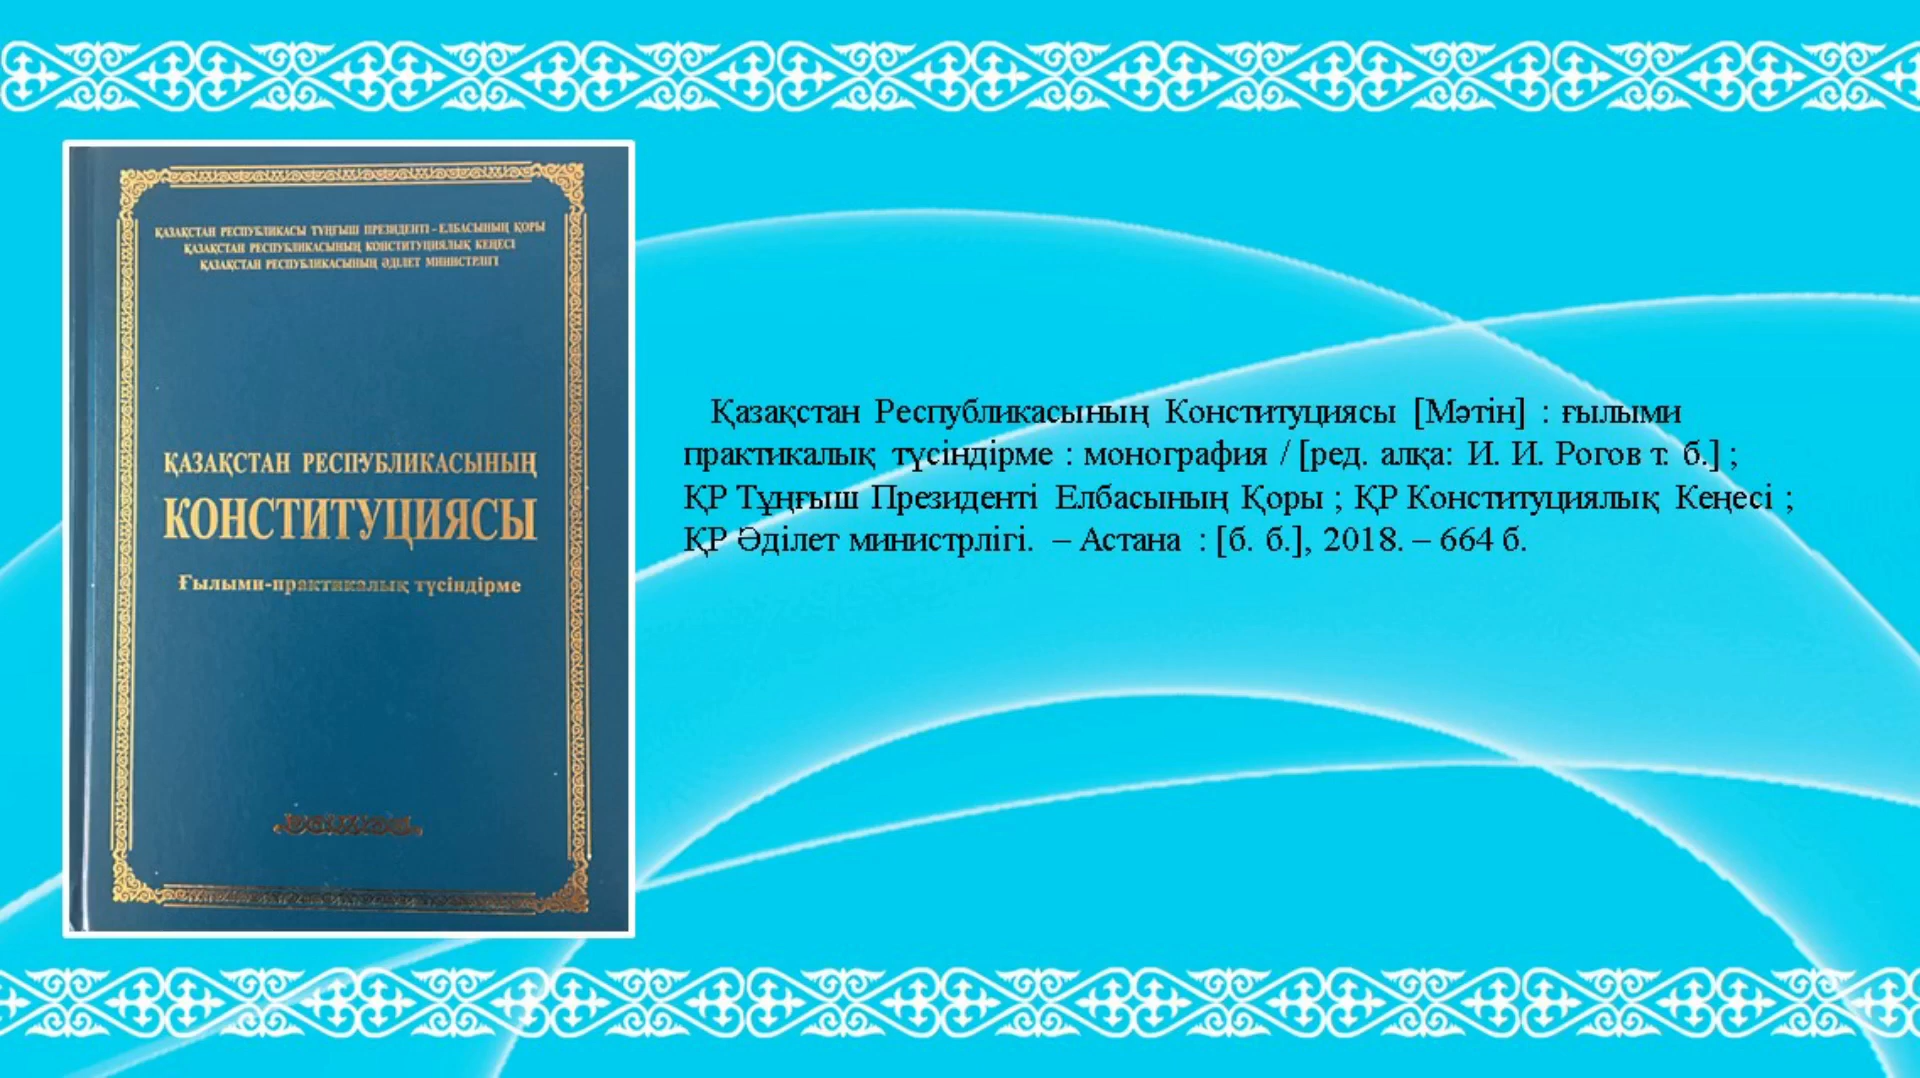 ҚАЗАҚСТАН РЕСПУБЛИКАСЫ ТҰҢҒЫШ ПРЕЗИДЕНТІ - ЕЛБАСЫНЫҢ ҚОРЫ
ҚАЗАҚСТАН РЕСПУБЛИКАСЫНЫҢ КОНСТИТУЦИЯЛЫҚ КЕҢЕСІ
ҚАЗАҚСТАН РЕСПУБЛИКАСЫНЫҢ ӘДІЛЕТ МИНИСТРЛІГІ
ҚАЗАҚСТАН РЕСПУБЛИКАСЫНЫҢ
КОНСТИТУЦИЯСЫ
Ғылыми-практикалық түсіндірме
Қазақстан Республикасының Конституциясы [Мәтін] : ғылыми
практикалық түсіндірме : монография / [ред. алқа: И. И. Рогов т. б.] ;
ҚР Тұңғыш Президенті Елбасының Қоры ; ҚР Конституциялық Кеңесі ;
ҚР Әділет министрлігі. – Астана : [б. б.], 2018. – 664 б.